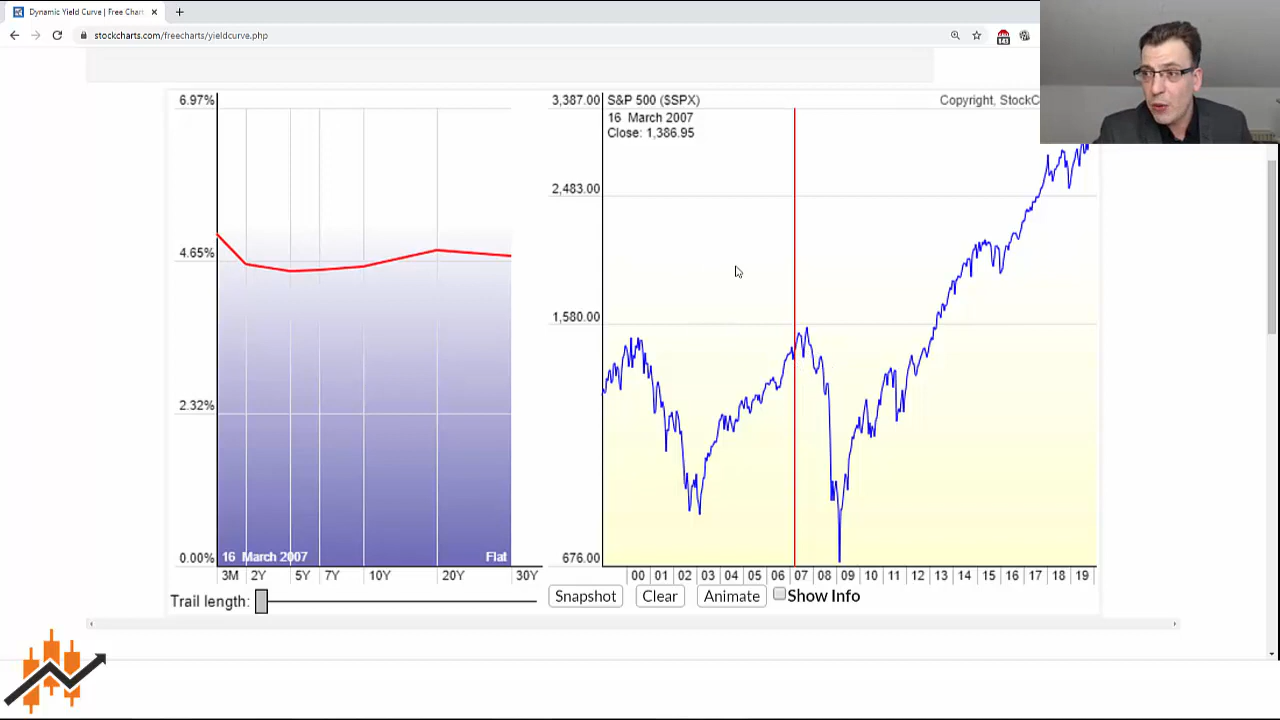 Dynamic Yield Curve | Free Char
stockcharts.com/freecharts/yieldcurve.php
6.97%
4.65%
2.32%
0.00%
16 March 2007
Flat
3M 2Y 5Y 7Y 10Y 20Y 30Y
Trail length:
3,387.00
S&P 500 ($SPX)
Copyright, StockC
16 March 2007
Close: 1,386.95
2,483.00
1,580.00
676.00
00 01 02 03 04 05 06 07 08 09 10 11 12 13 14 15 16 17 18 19
Snapshot Clear Animate Show Info